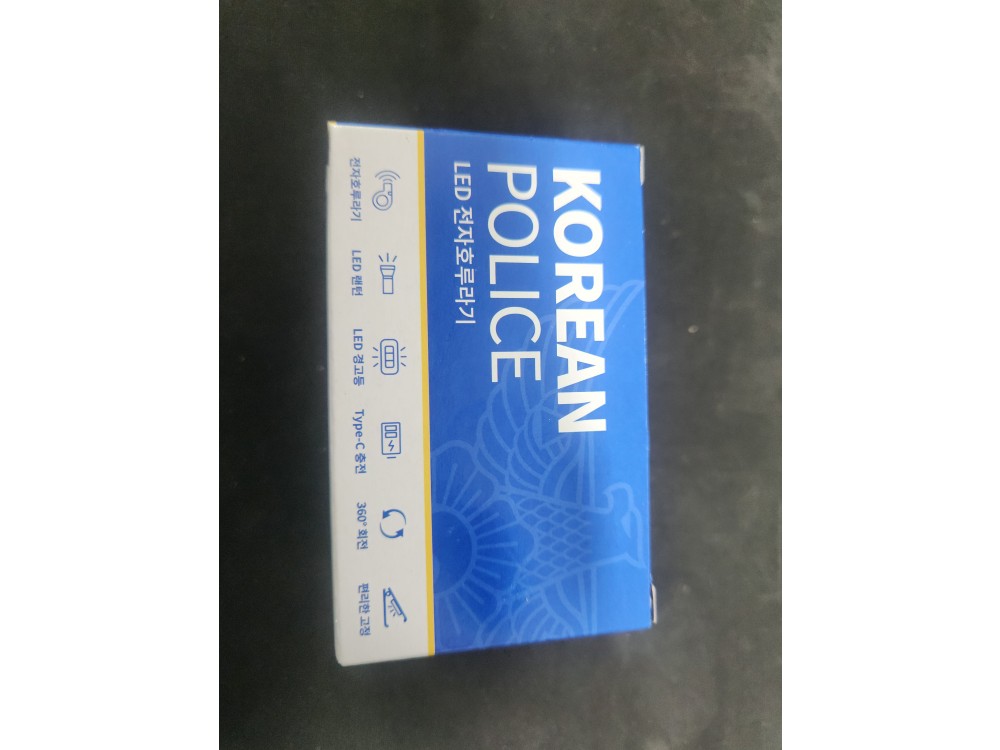 KOREAN
POLICE
LED 전자호루라기
전자호루라기
LED 랜턴
LED 경고등
Type-C 충전
360° 회전
편리한 고정